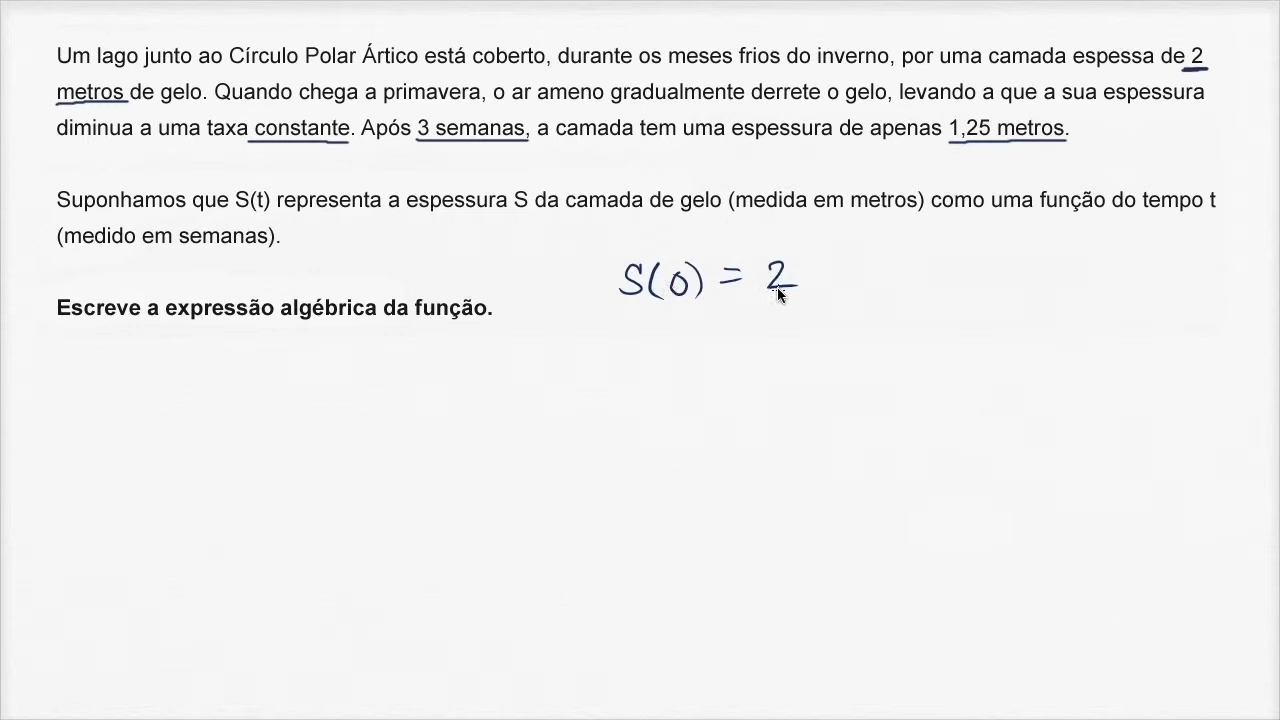 Um lago junto ao Círculo Polar Ártico está coberto, durante os meses frios do inverno, por uma camada espessa de 2
metros de gelo. Quando chega a primavera, o ar ameno gradualmente derrete o gelo, levando a que a sua espessura
diminua a uma taxa constante. Após 3 semanas, a camada tem uma espessura de apenas 1,25 metros.
Suponhamos que S(t) representa a espessura S da camada de gelo (medida em metros) como uma função do tempo t
(medido em semanas).
S(0) = 2
Escreve a expressão algébrica da função.